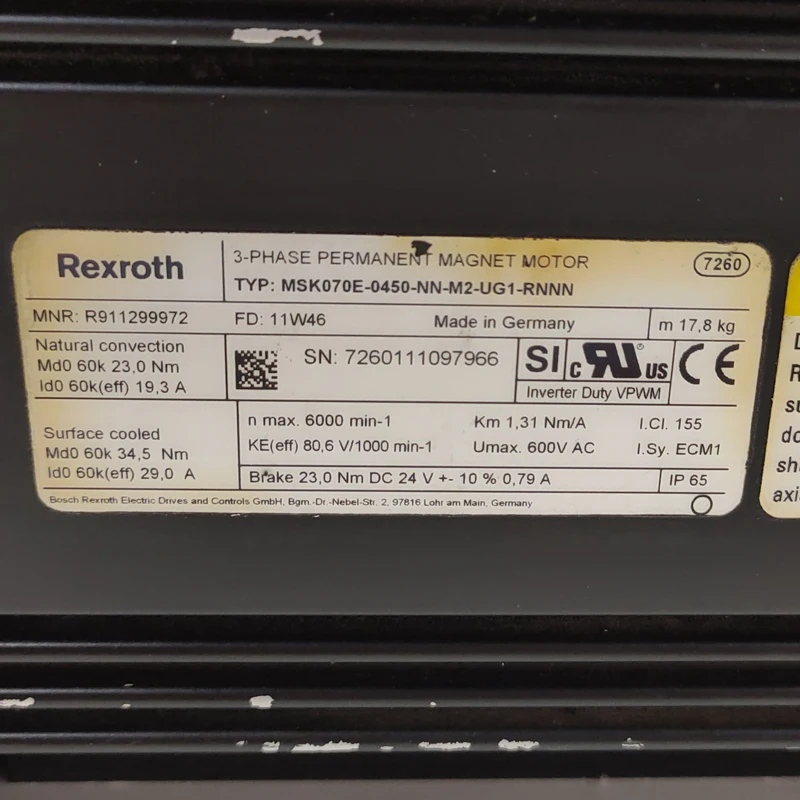 Rexroth
3-PHASE PERMANENT MAGNET MOTOR
7260
TYP: MSK070E-0450-NN-M2-UG1-RNNN
MNR: R911299972
FD: 11W46
Made in Germany
m 17,8 kg
Natural convection
Md0 60k 23,0 Nm
Id0 60k(eff) 19,3 A
SN: 7260111097966
SI
c RU US
CE
Inverter Duty VPWM
Surface cooled
Md0 60k 34,5 Nm
Id0 60k(eff) 29,0 A
n max. 6000 min-1
Km 1,31 Nm/A
I.Cl. 155
KE(eff) 80,6 V/1000 min-1
Umax. 600V AC
I.Sy. ECM1
Brake 23,0 Nm DC 24 V +- 10 % 0,79 A
IP 65
Bosch Rexroth Electric Drives and Controls GmbH, Bgm.-Dr.-Nebel-Str. 2, 97816 Lohr am Main, Germany